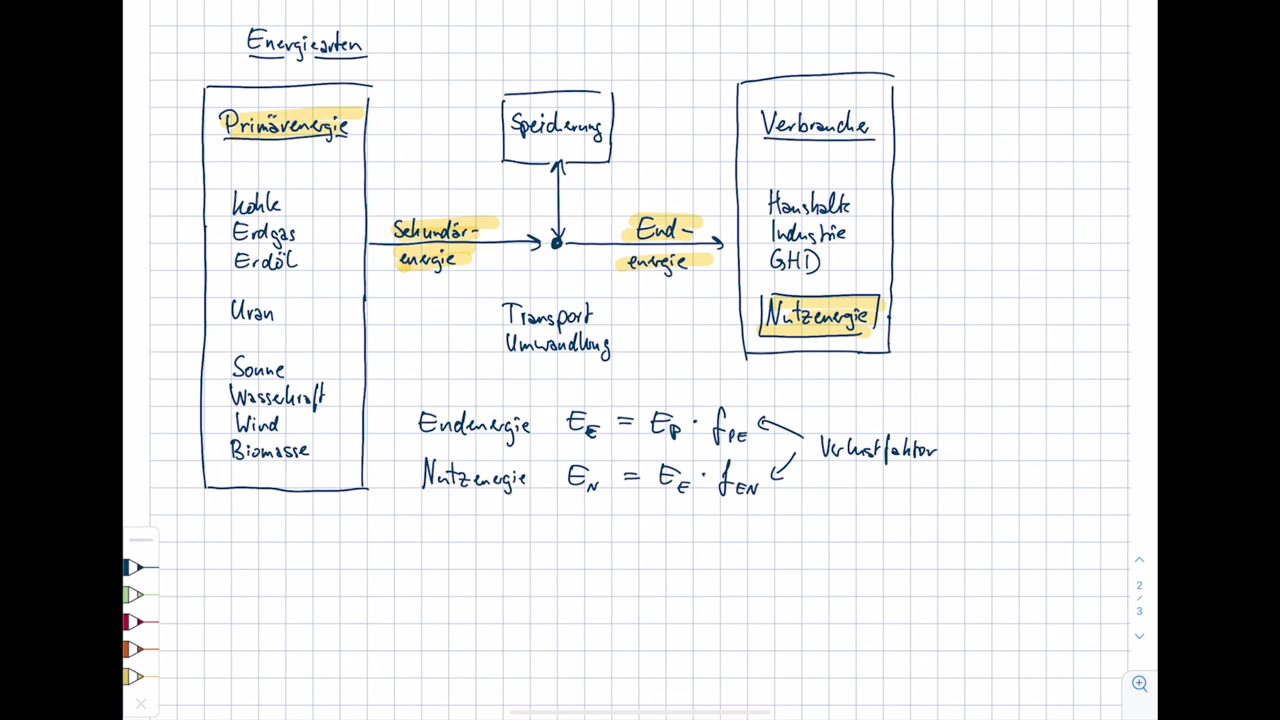 Energiearten
Primärenergie
Kohle
Erdgas
Erdöl
Uran
Sonne
Wasserkraft
Wind
Biomasse
Sekundär-
energie
Speicherung
Transport
Umwandlung
End-
energie
Verbraucher
Haushalte
Industrie
GHD
Nutzenergie
Endenergie E_E = E_P · f_PE
Nutzenergie E_N = E_E · f_EN
Verlustfaktor
2
/
3